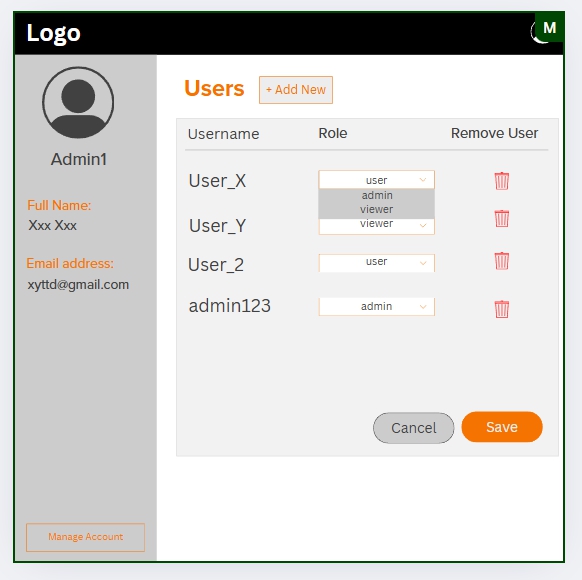 Logo
M
Admin1
Full Name:
Xxx Xxx
Email address:
xyttd@gmail.com
Manage Account
Users
+ Add New
Username Role Remove User
User_X user
admin
viewer
User_Y viewer
User_2 user
admin123 admin
Cancel Save